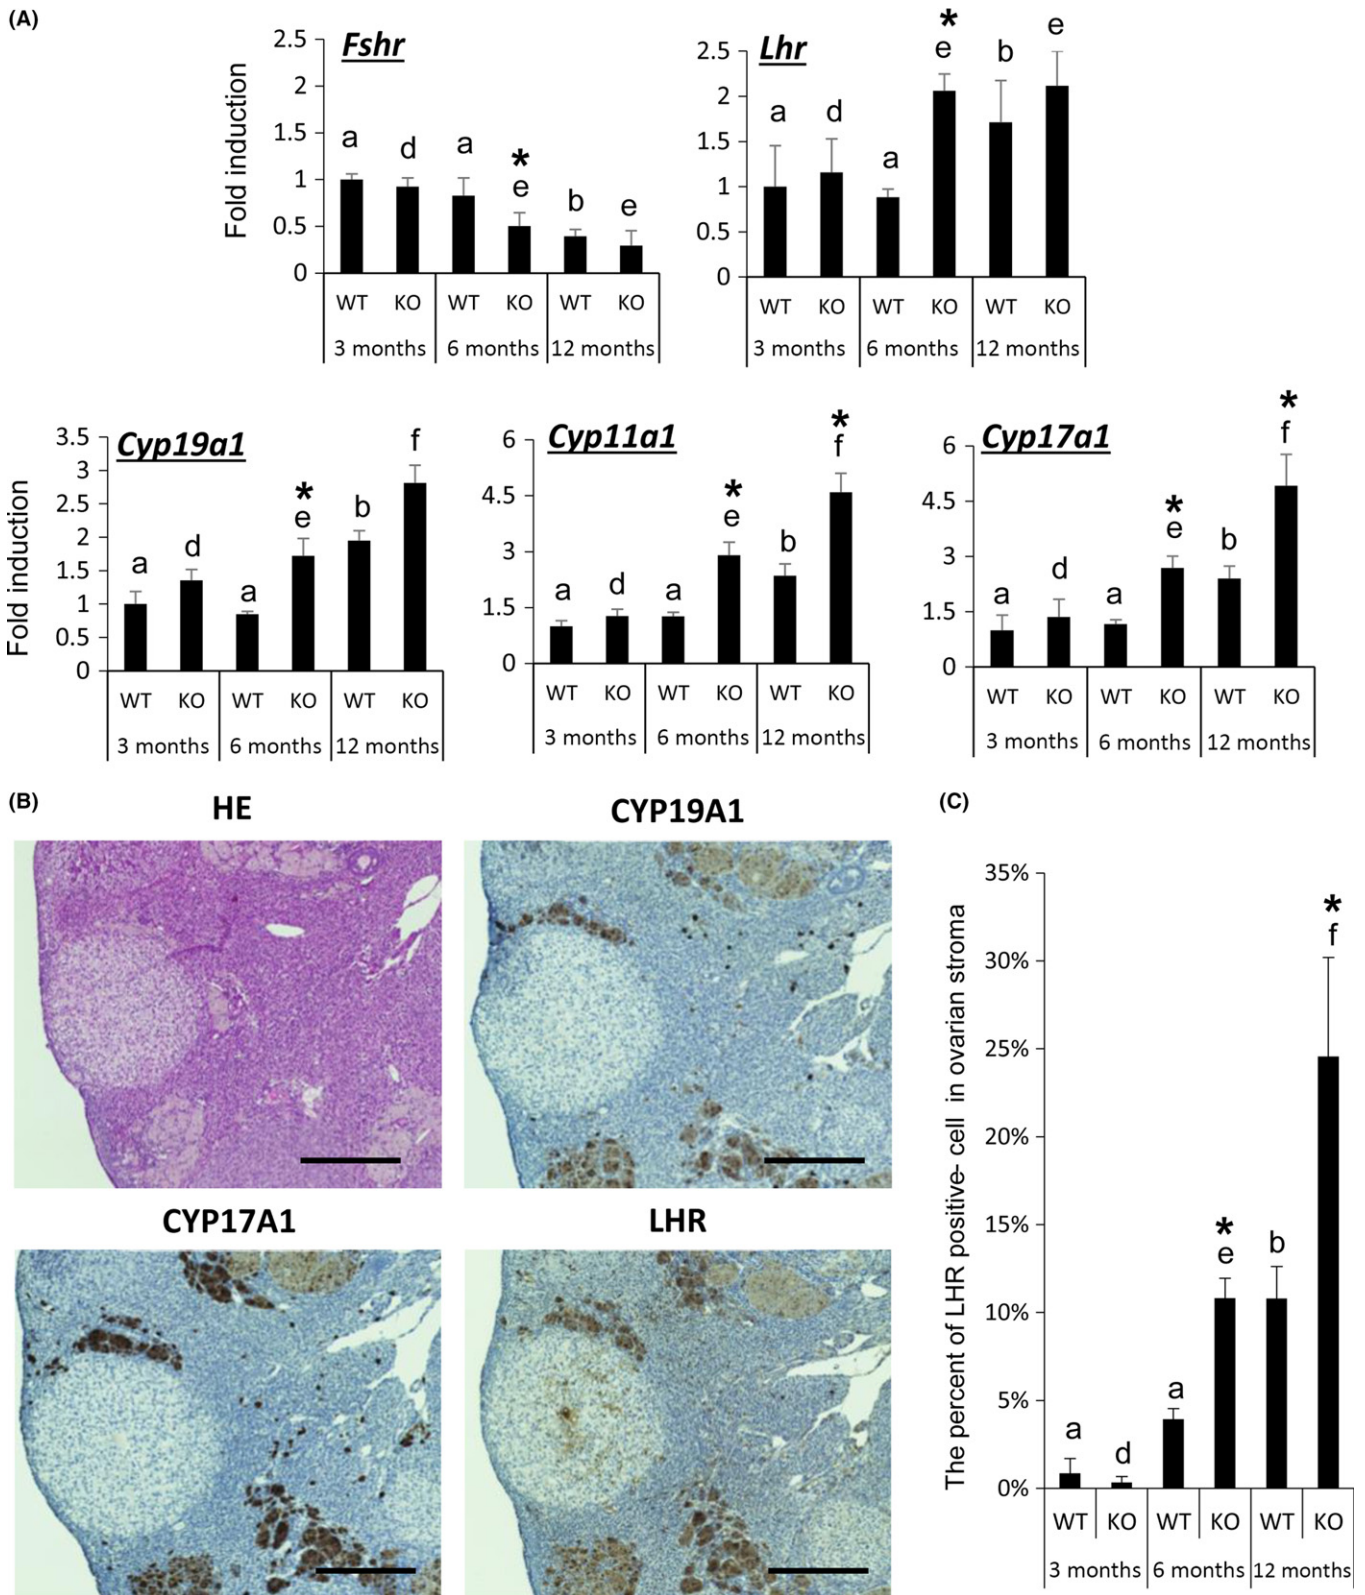 (A)
Fshr
Fold induction
2.5
2
1.5
1
0.5
0
a d a * e b e
WT KO WT KO WT KO
3 months 6 months 12 months
Lhr
2.5
2
1.5
1
0.5
0
a d a * e b e
WT KO WT KO WT KO
3 months 6 months 12 months
Cyp19a1
Fold induction
3.5
3
2.5
2
1.5
1
0.5
0
a d a * e b f
WT KO WT KO WT KO
3 months 6 months 12 months
Cyp11a1
6
4.5
3
1.5
0
a d a * e b * f
WT KO WT KO WT KO
3 months 6 months 12 months
Cyp17a1
6
4.5
3
1.5
0
a d a * e b * f
WT KO WT KO WT KO
3 months 6 months 12 months
(B)
HE
CYP19A1
CYP17A1
LHR
(C)
The percent of LHR positive- cell in ovarian stroma
35%
30%
25%
20%
15%
10%
5%
0%
a d a * e b * f
WT KO WT KO WT KO
3 months 6 months 12 months